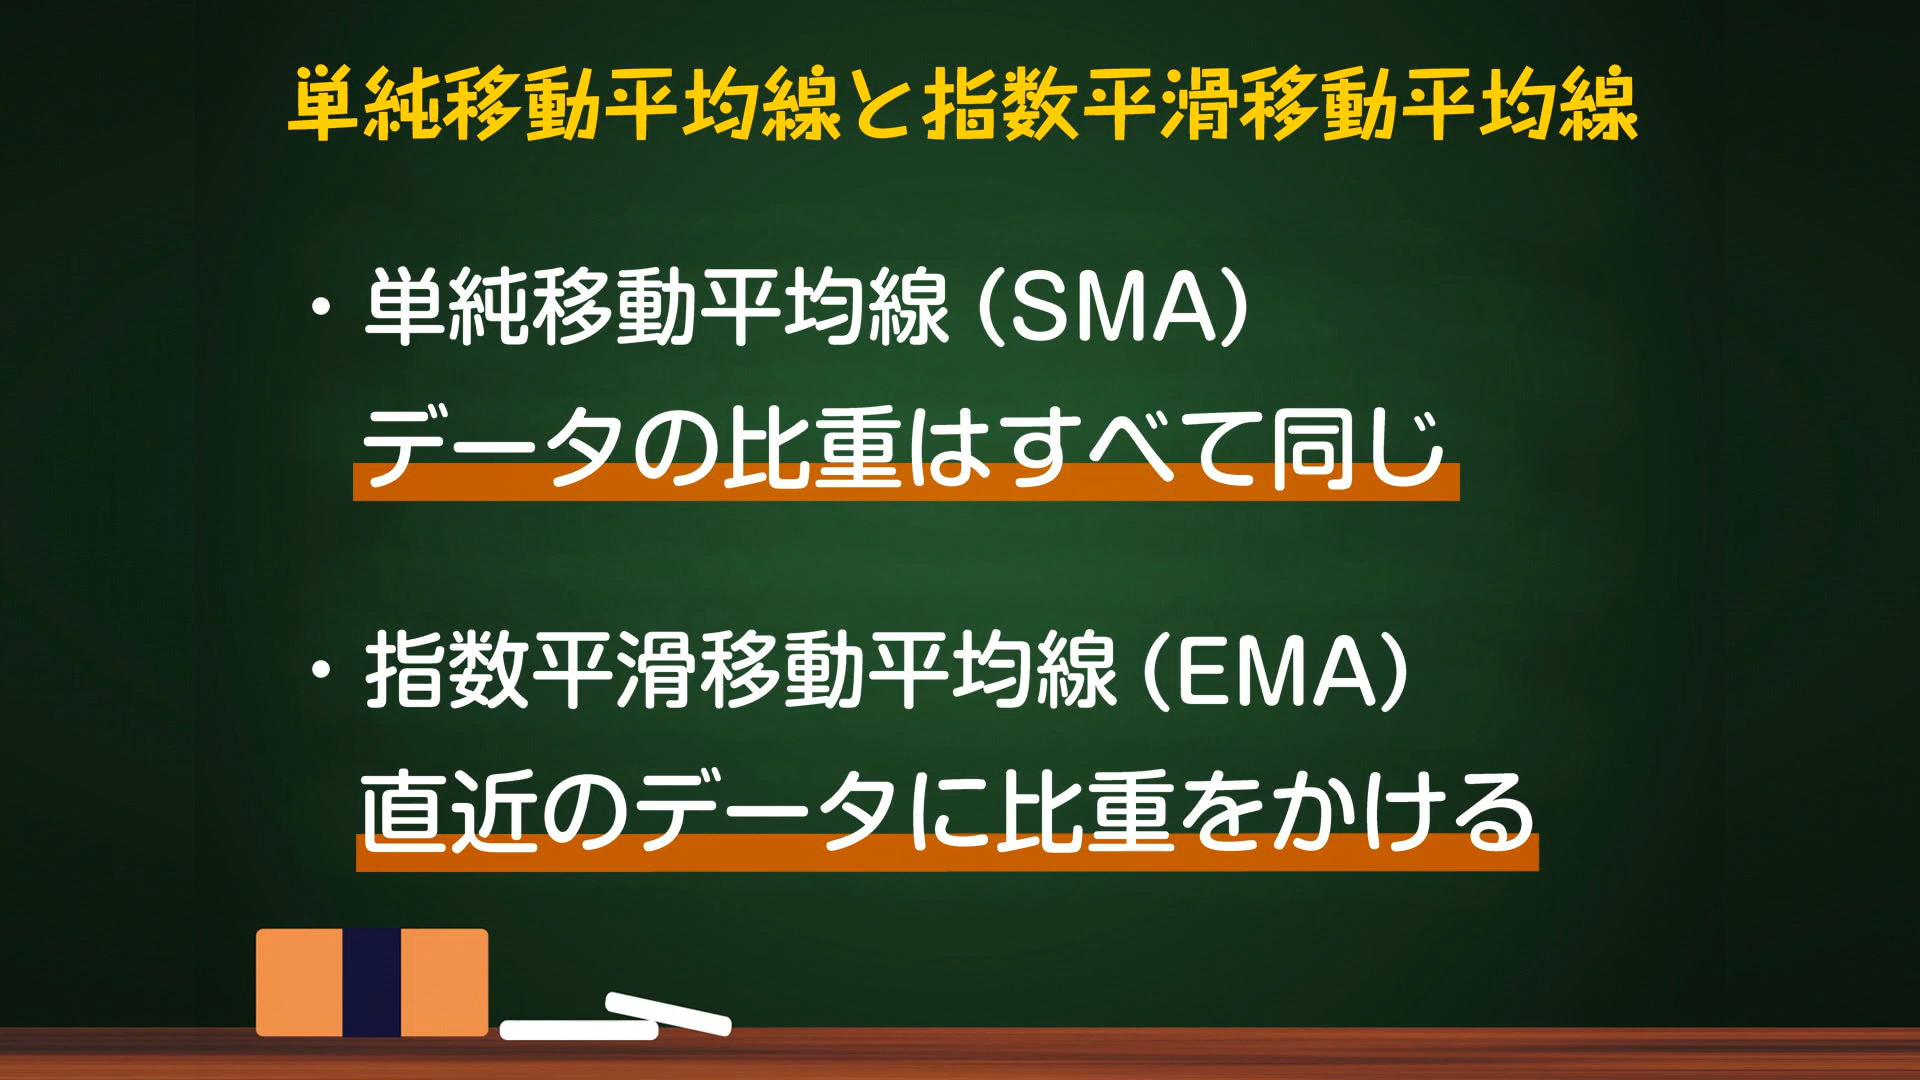 単純移動平均線と指数平滑移動平均線
・単純移動平均線(SMA)
データの比重はすべて同じ
・指数平滑移動平均線(EMA)
直近のデータに比重をかける